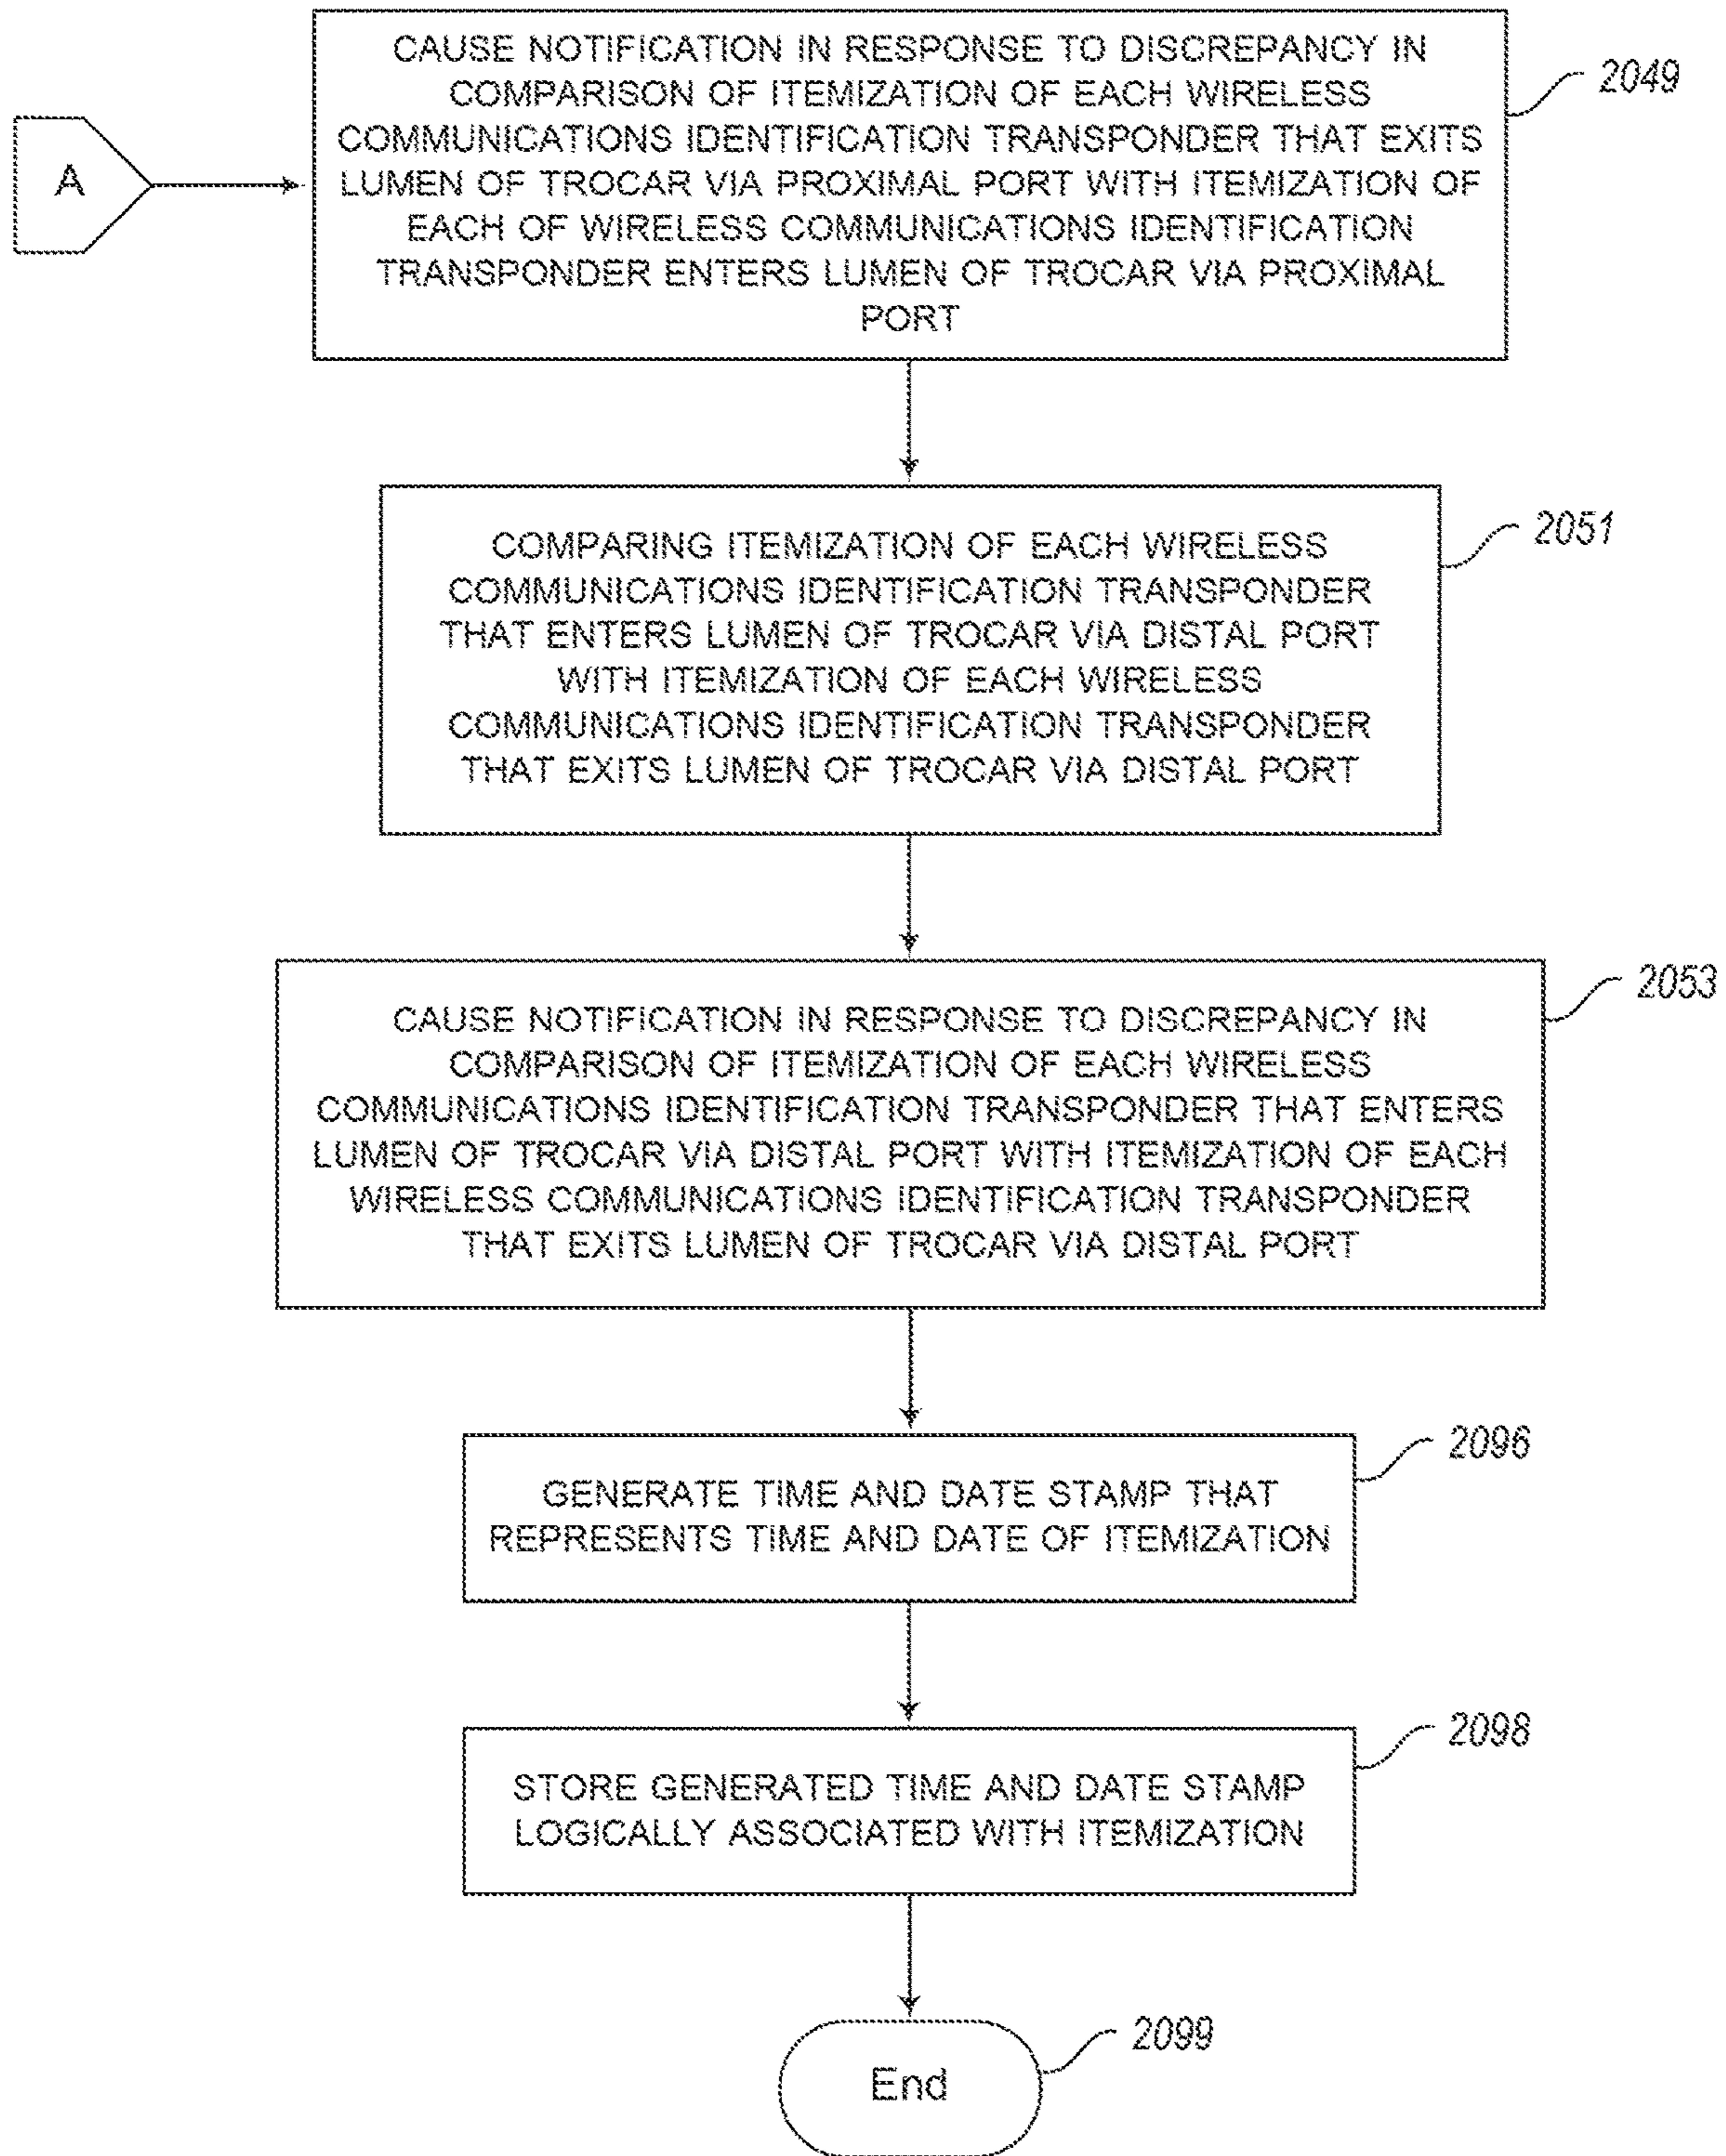 CAUSE NOTIFICATION IN RESPONSE TO DISCREPANCY IN
COMPARISON OF ITEMIZATION OF EACH WIRELESS
COMMUNICATIONS IDENTIFICATION TRANSPONDER THAT EXITS
LUMEN OF TROCAR VIA PROXIMAL PORT WITH ITEMIZATION OF
EACH OF WIRELESS COMMUNICATIONS IDENTIFICATION
TRANSPONDER ENTERS LUMEN OF TROCAR VIA PROXIMAL
PORT
2049
A
COMPARING ITEMIZATION OF EACH WIRELESS
COMMUNICATIONS IDENTIFICATION TRANSPONDER
THAT ENTERS LUMEN OF TROCAR VIA DISTAL PORT
WITH ITEMIZATION OF EACH WIRELESS
COMMUNICATIONS IDENTIFICATION TRANSPONDER
THAT EXITS LUMEN OF TROCAR VIA DISTAL PORT
2051
CAUSE NOTIFICATION IN RESPONSE TO DISCREPANCY IN
COMPARISON OF ITEMIZATION OF EACH WIRELESS
COMMUNICATIONS IDENTIFICATION TRANSPONDER THAT ENTERS
LUMEN OF TROCAR VIA DISTAL PORT WITH ITEMIZATION OF EACH
WIRELESS COMMUNICATIONS IDENTIFICATION TRANSPONDER
THAT EXITS LUMEN OF TROCAR VIA DISTAL PORT
2053
GENERATE TIME AND DATE STAMP THAT
REPRESENTS TIME AND DATE OF ITEMIZATION
2096
STORE GENERATED TIME AND DATE STAMP
LOGICALLY ASSOCIATED WITH ITEMIZATION
2098
End
2099